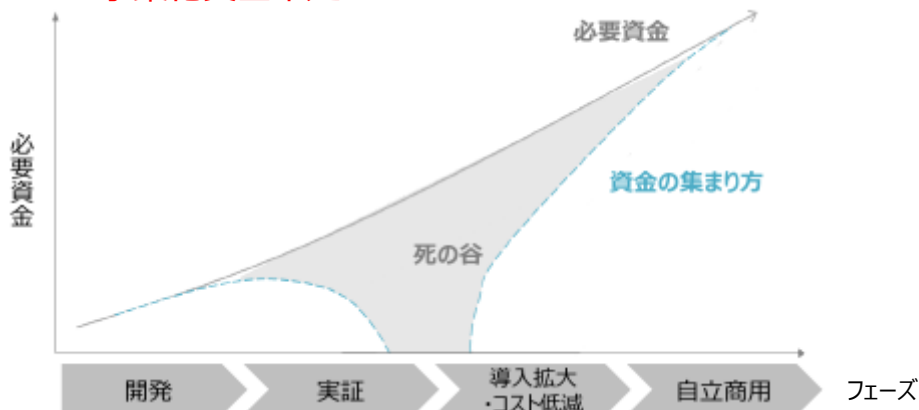 必要資金
必要資金
資金の集まり方
死の谷
開発
実証
導入拡大
・コスト低減
自立商用
フェーズ